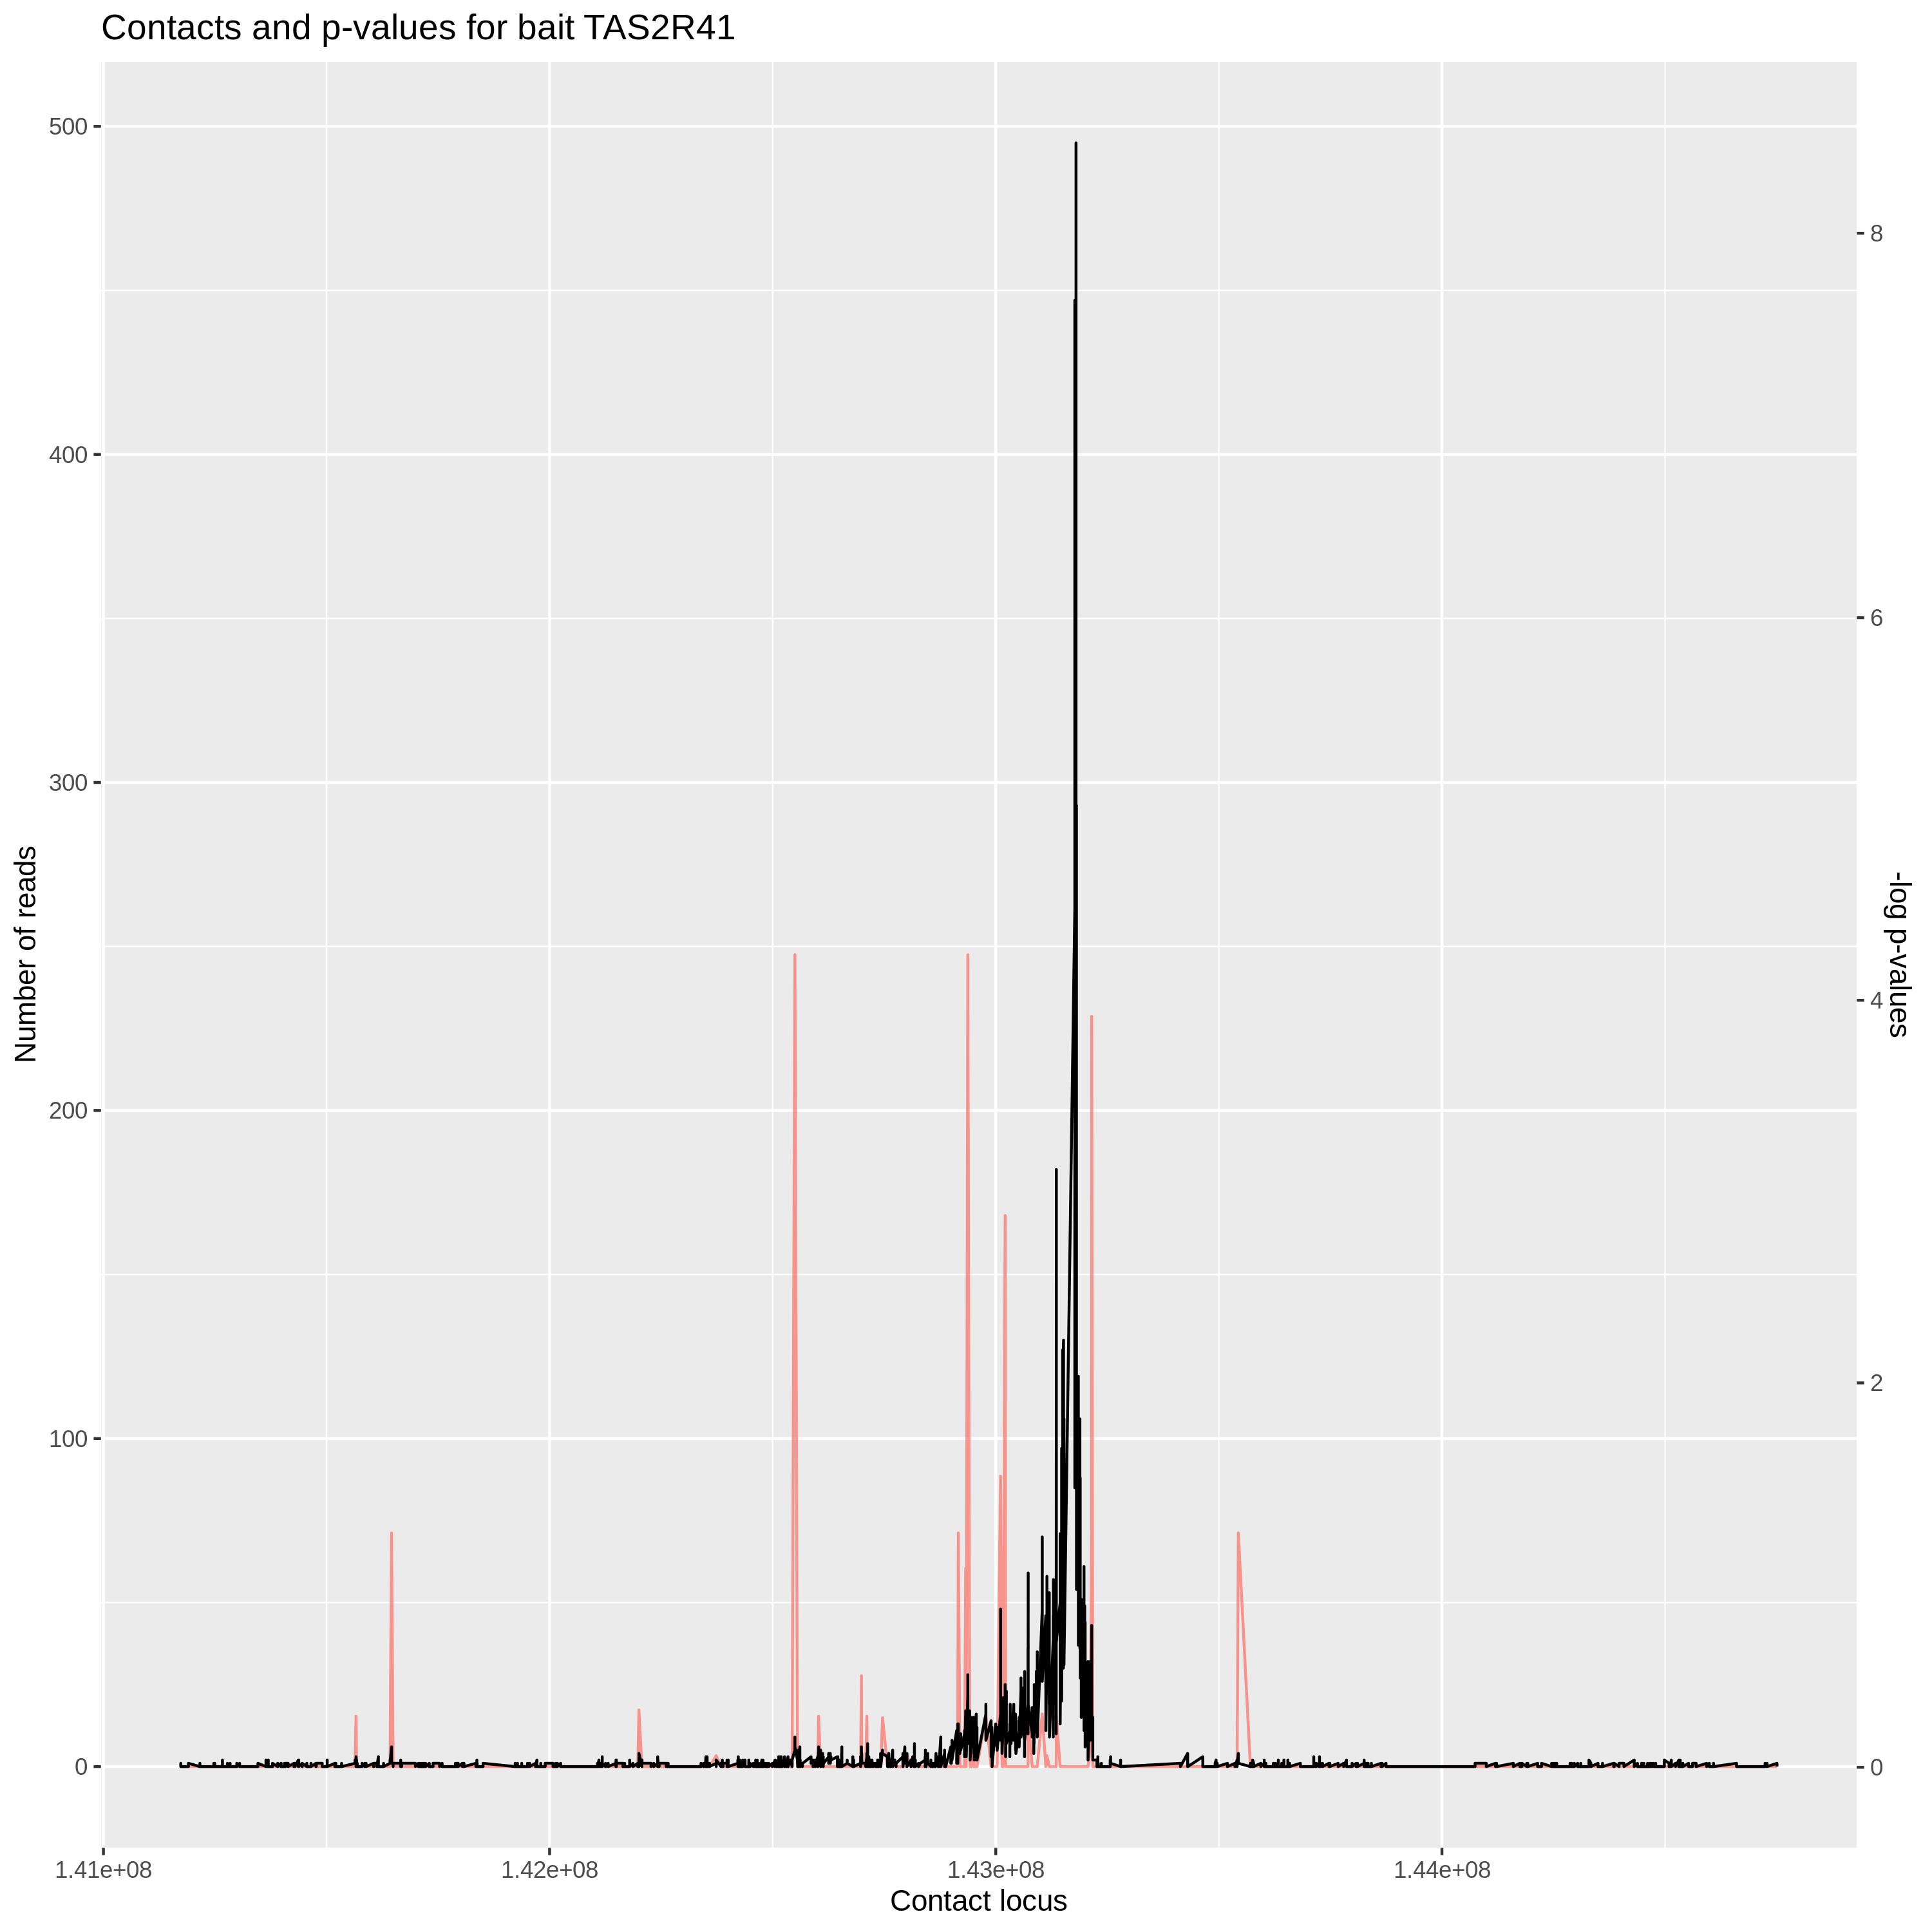 Contacts and p-values for bait TAS2R41
500
400
300
200
100
0
Number of reads
8
6
4
2
0
-log p-values
1.41e+08
1.42e+08
1.43e+08
1.44e+08
Contact locus